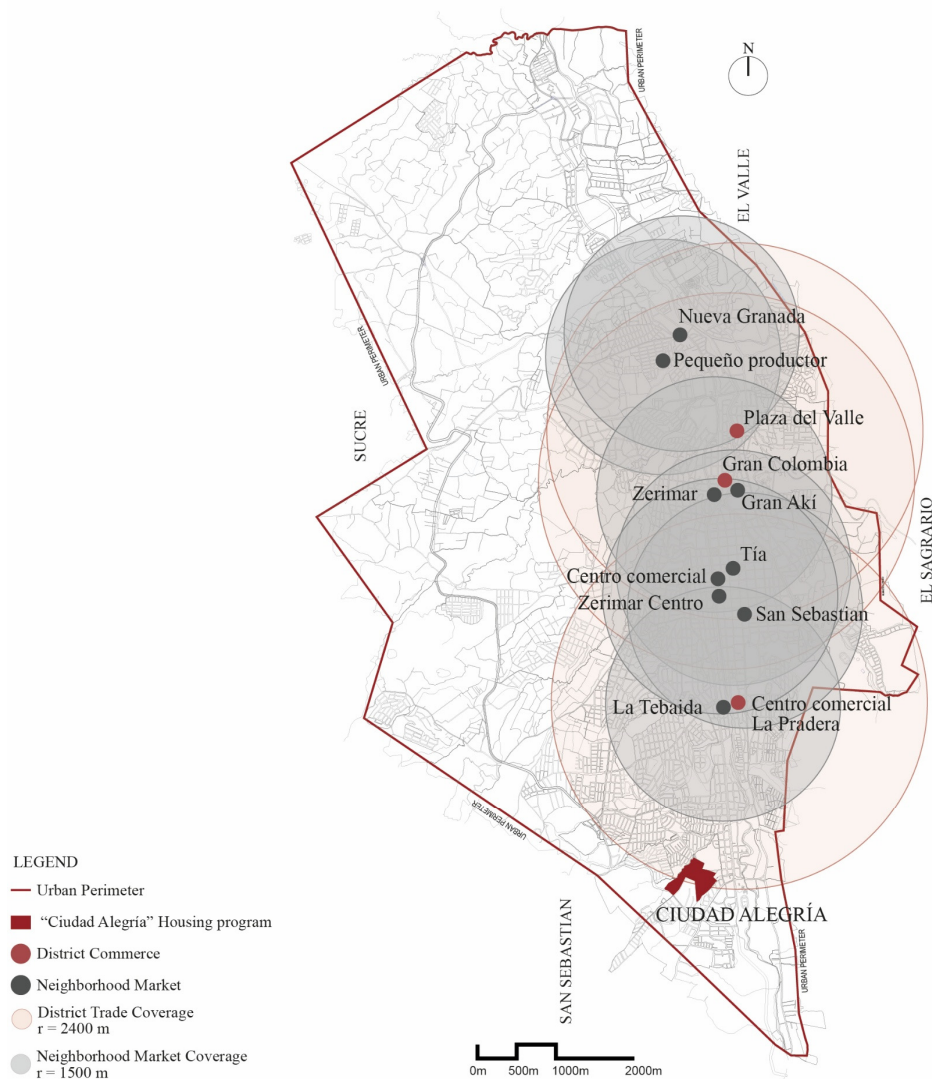 N
URBAN PERIMETER
EL VALLE
Nueva Granada
Pequeño productor
URBAN PERIMETER
SUCRE
Plaza del Valle
Gran Colombia
Zerimar
Gran Akí
EL SAGRARIO
Tía
Centro comercial
Zerimar Centro
San Sebastian
La Tebaida
Centro comercial
La Pradera
URBAN PERIMETER
CIUDAD ALEGRÍA
SAN SEBASTIAN
URBAN PERIMETER
LEGEND
Urban Perimeter
“Ciudad Alegría” Housing program
District Commerce
Neighborhood Market
District Trade Coverage
r = 2400 m
Neighborhood Market Coverage
r = 1500 m
0m 500m 1000m 2000m